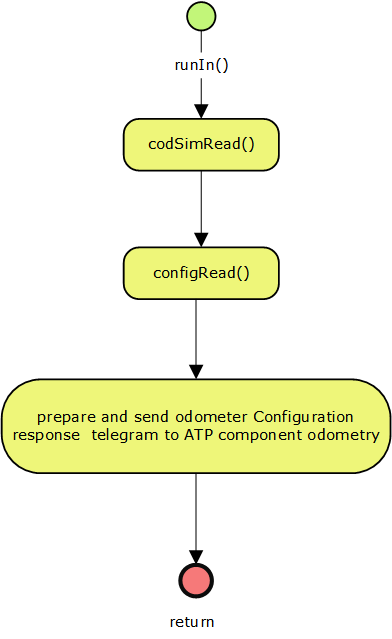 runIn()
codSimRead()
configRead()
prepare and send odometer Configuration
response  telegram to ATP component odometry
return